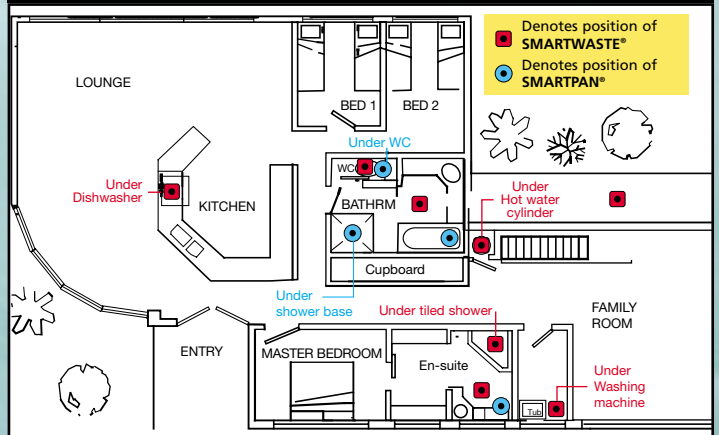 Denotes position of
SMARTWASTE®
Denotes position of
SMARTPAN®
LOUNGE
BED 1
BED 2
Under WC
WC
Under
Dishwasher
KITCHEN
BATHRM
Under
Hot water
cylinder
Cupboard
Under
shower base
Under tiled shower
FAMILY
ROOM
ENTRY
MASTER BEDROOM
En-suite
Under
Washing
machine
Tub